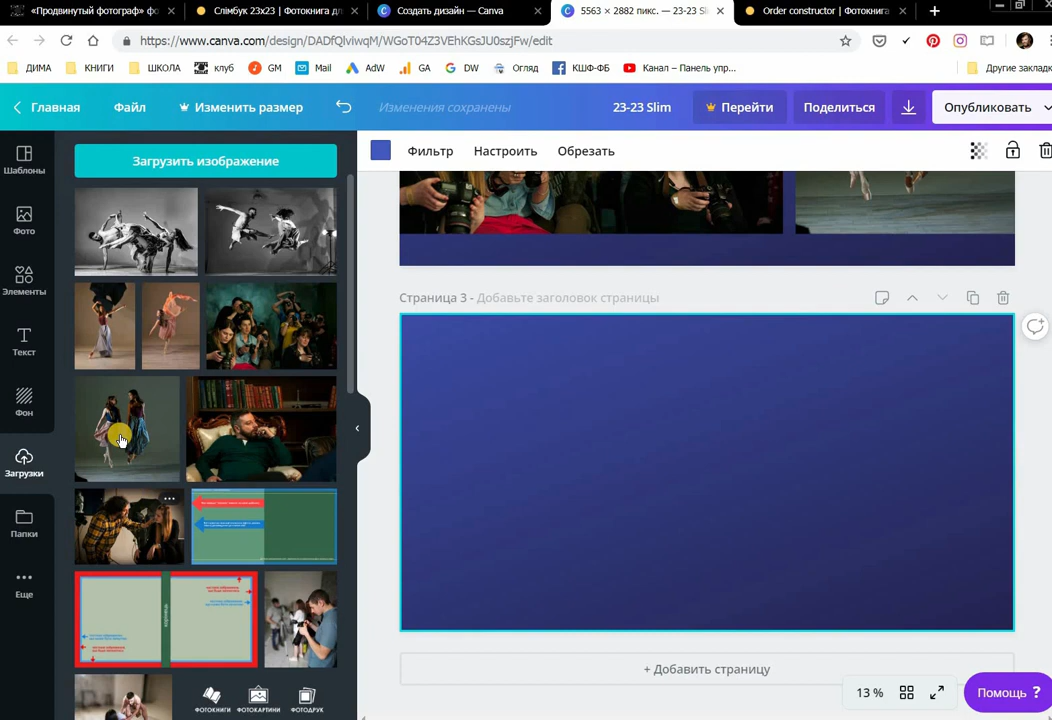 «Продвинутый фотограф» фо
Слімбук 23х23 | Фотокнига дл
Создать дизайн — Canva
5563 × 2882 пикс. — 23-23 Sli
Order constructor | Фотокнига
https://www.canva.com/design/DADfQlviwqM/WGoT04Z3VEhKGsJU0szjFw/edit
ДИМА
КНИГИ
ШКОЛА
клуб
GM
Mail
AdW
GA
DW
Огляд
КШФ-ФБ
Канал – Панель упр...
Другие закладк
Главная
Файл
Изменить размер
Изменения сохранены
23-23 Slim
Перейти
Поделиться
Опубликовать
Шаблоны
Фото
Элементы
Текст
Фон
Загрузки
Папки
Еще
Загрузить изображение
Фильтр
Настроить
Обрезать
Страница 3 - Добавьте заголовок страницы
+ Добавить страницу
ФОТОКНИГИ
ФОТОКАРТИНИ
ФОТОДРУК
13 %
Помощь ?